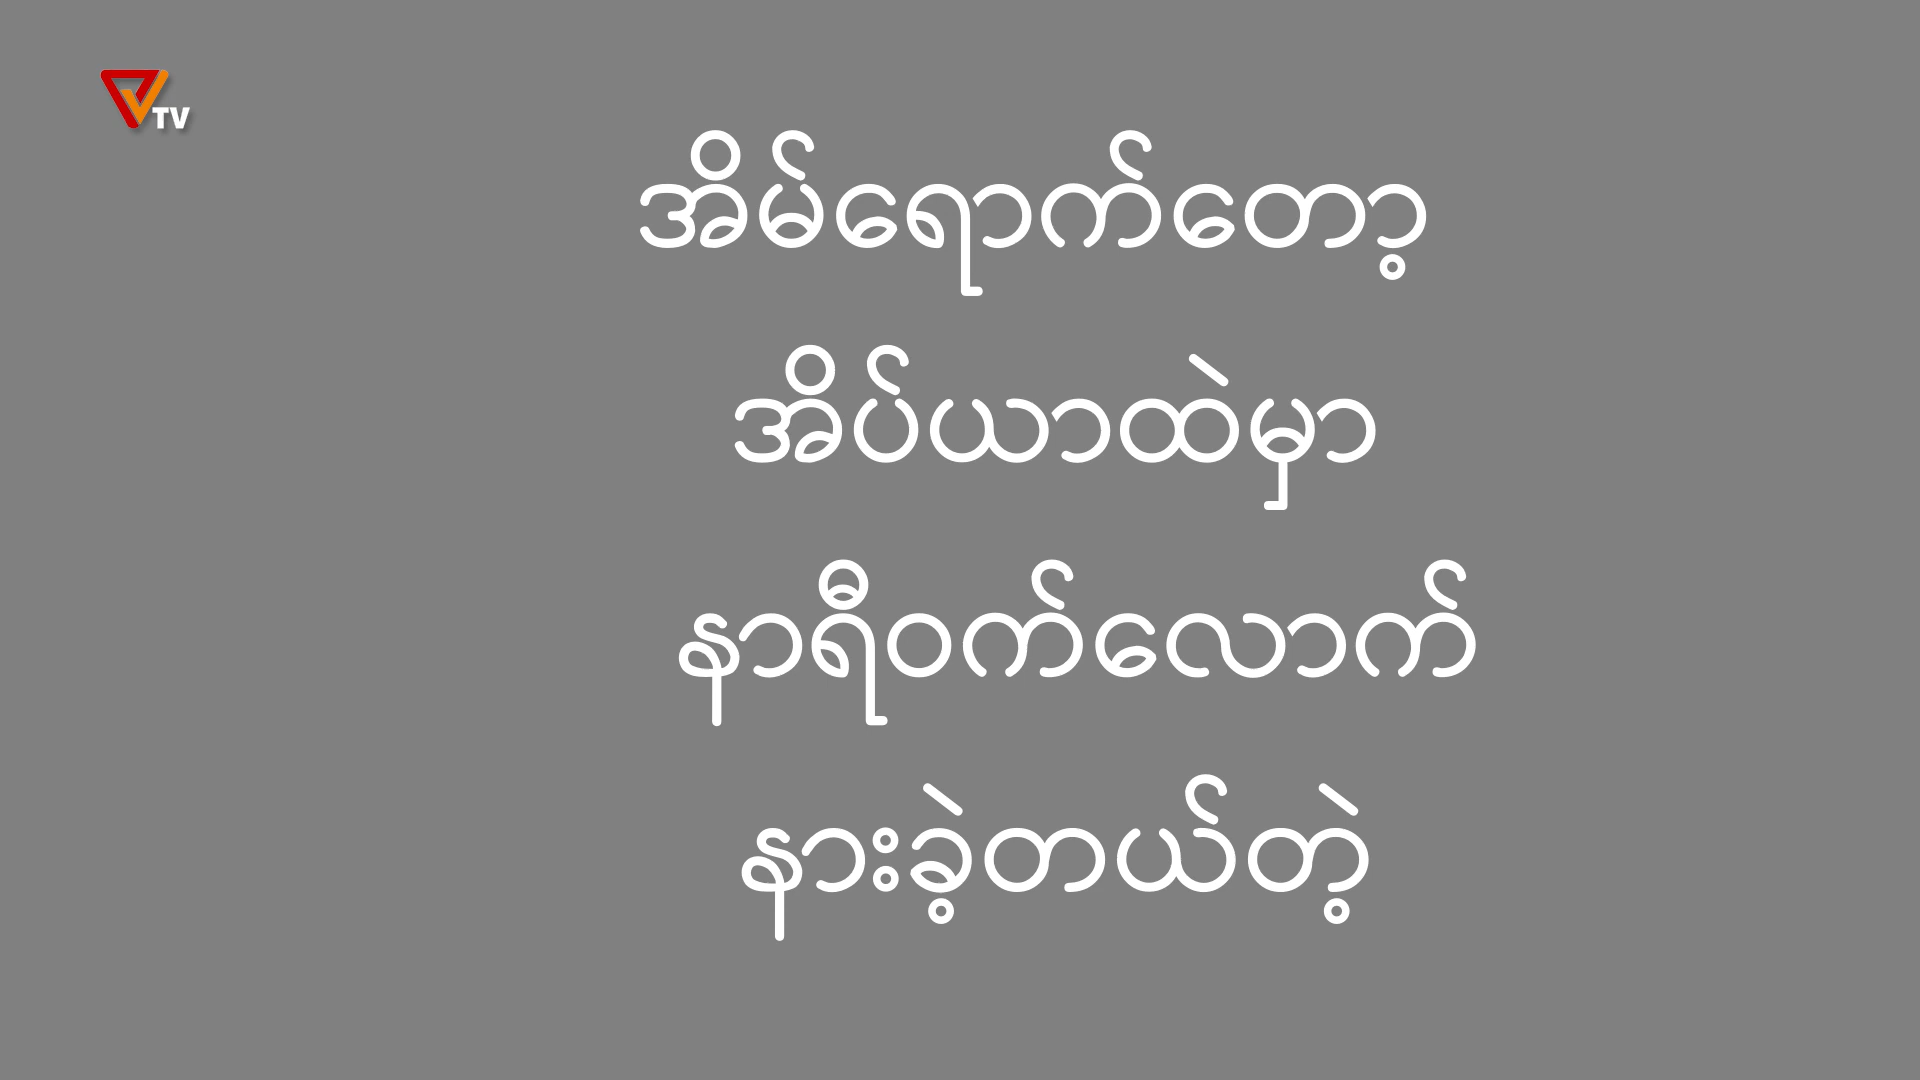 TV
အိမ်ရောက်တော့
အိပ်ယာထဲမှာ
နာရီဝက်လောက်
နားခဲ့တယ်တဲ့